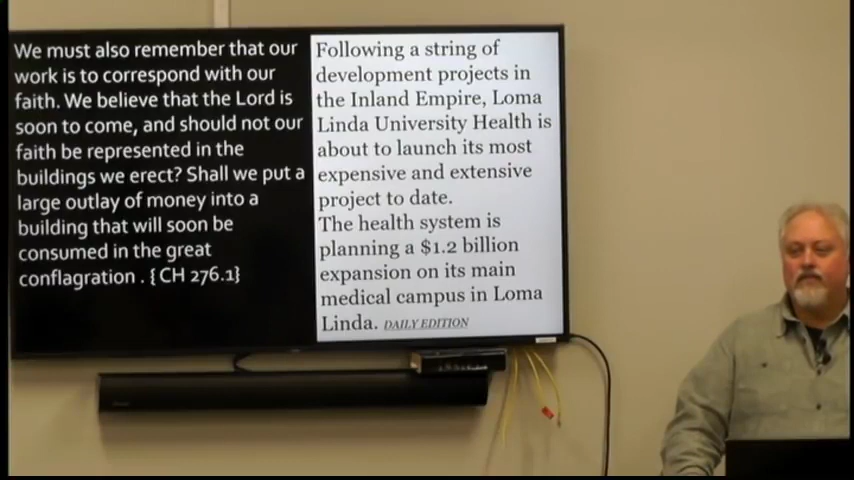 We must also remember that our
work is to correspond with our
faith. We believe that the Lord is
soon to come, and should not our
faith be represented in the
buildings we erect? Shall we put a
large outlay of money into a
building that will soon be
consumed in the great
conflagration . { CH 276.1}
Following a string of
development projects in
the Inland Empire, Loma
Linda University Health is
about to launch its most
expensive and extensive
project to date.
The health system is
planning a $1.2 billion
expansion on its main
medical campus in Loma
Linda. DAILY EDITION